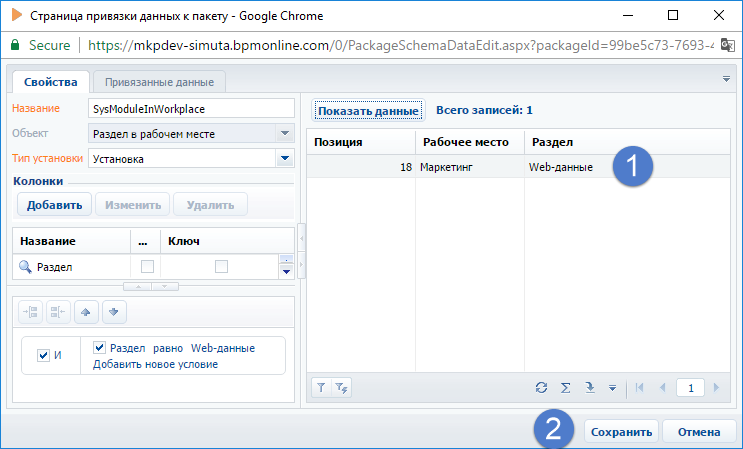 Страница привязки данных к пакету - Google Chrome
Secure https://mkpdev-simuta.bpmonline.com/0/PackageSchemaDataEdit.aspx?packageId=99be5c73-7693-4
Свойства Привязанные данные
Название SysModuleInWorkplace
Объект Раздел в рабочем месте
Тип установки Установка
Колонки
Добавить Изменить Удалить
Название ... Ключ
Раздел
И
Раздел равно Web-данные
Добавить новое условие
Показать данные Всего записей: 1
Позиция Рабочее место Раздел
18 Маркетинг Web-данные 1
1
2 Сохранить Отмена